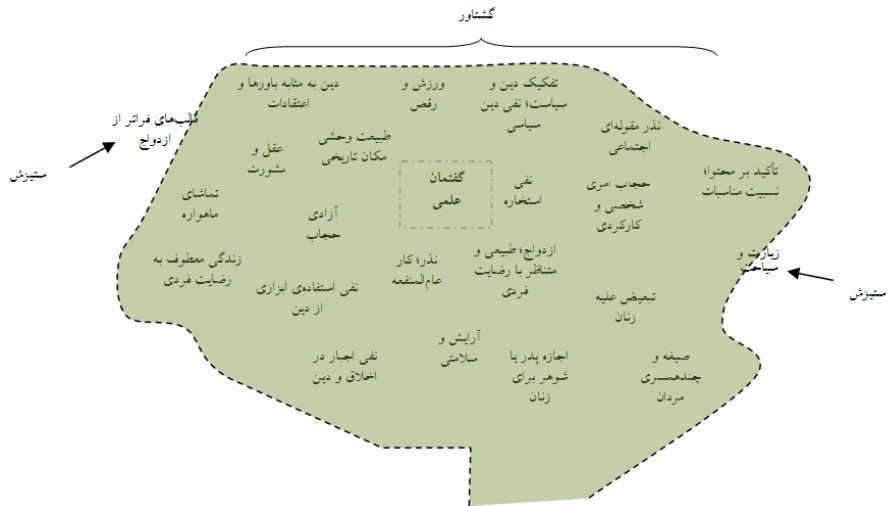 گشتاور
دین به مثابه باورها و
اعتقادات
ورزش و
رقص
تفکیک دین و
سیاست؛ نفی دین
سیاسی
نذر مقوله‌ای
اجتماعی
قالب‌های فراتر از
ازدواج
ستیزش
طبیعت وحشی
مکان تاریخی
عقل و
مشورت
گفتمان
علمی
نفی
استخاره
حجاب امری
شخصی و
کارکردی
تأکید بر محتوا؛
نسبیت مناسبات
تماشای
ماهواره
آزادی
حجاب
زندگی معطوف به
رضایت فردی
نفی استفاده‌ی ابزاری
از دین
نذر؛ کار
عام‌المنفعه
ازدواج؛ طبیعی و
متناظر با رضایت
فردی
زیارت و
سیاحت
ستیزش
تبعیض علیه
زنان
آرایش و
سلامتی
نفی اجبار در
اخلاق و دین
اجازه پدر یا
شوهر برای
زنان
صیغه و
چندهمسری
مردان